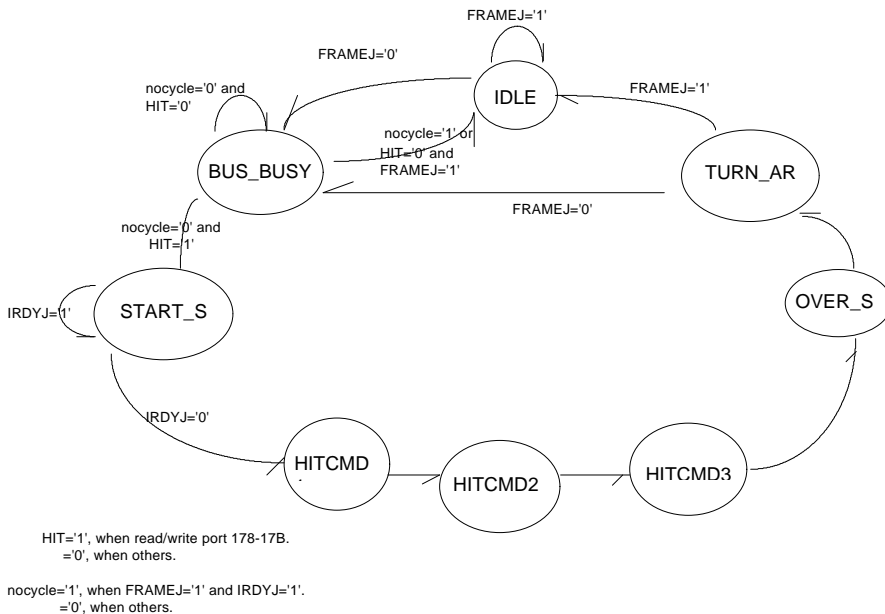 FRAMEJ='1'
FRAMEJ='0'
IDLE
FRAMEJ='1'
nocycle='0' and
HIT='0'
nocycle='1' or
HIT='0' and
FRAMEJ='1'
BUS_BUSY
TURN_AR
FRAMEJ='0'
nocycle='0' and
HIT='1'
IRDYJ='1'
START_S
OVER_S
IRDYJ='0'
HITCMD
HITCMD2
HITCMD3
HIT='1', when read/write port 178-17B.
='0', when others.
nocycle='1', when FRAMEJ='1' and IRDYJ='1'.
='0', when others.